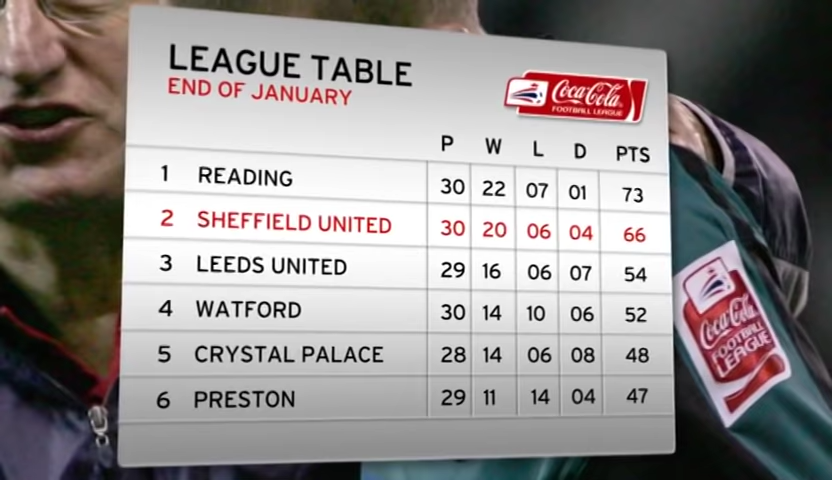 LEAGUE TABLE
END OF JANUARY
Coca-Cola
FOOTBALL LEAGUE
P W L D PTS
1 READING 30 22 07 01 73
2 SHEFFIELD UNITED 30 20 06 04 66
3 LEEDS UNITED 29 16 06 07 54
4 WATFORD 30 14 10 06 52
5 CRYSTAL PALACE 28 14 06 08 48
6 PRESTON 29 11 14 04 47
Coca-Cola
FOOTBALL
LEAGUE